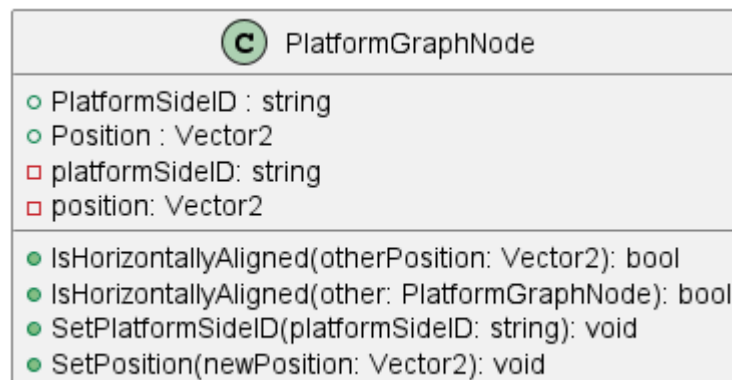 C PlatformGraphNode
PlatformSideID : string
Position : Vector2
platformSideID: string
position: Vector2
IsHorizontallyAligned(otherPosition: Vector2): bool
IsHorizontallyAligned(other: PlatformGraphNode): bool
SetPlatformSideID(platformSideID: string): void
SetPosition(newPosition: Vector2): void